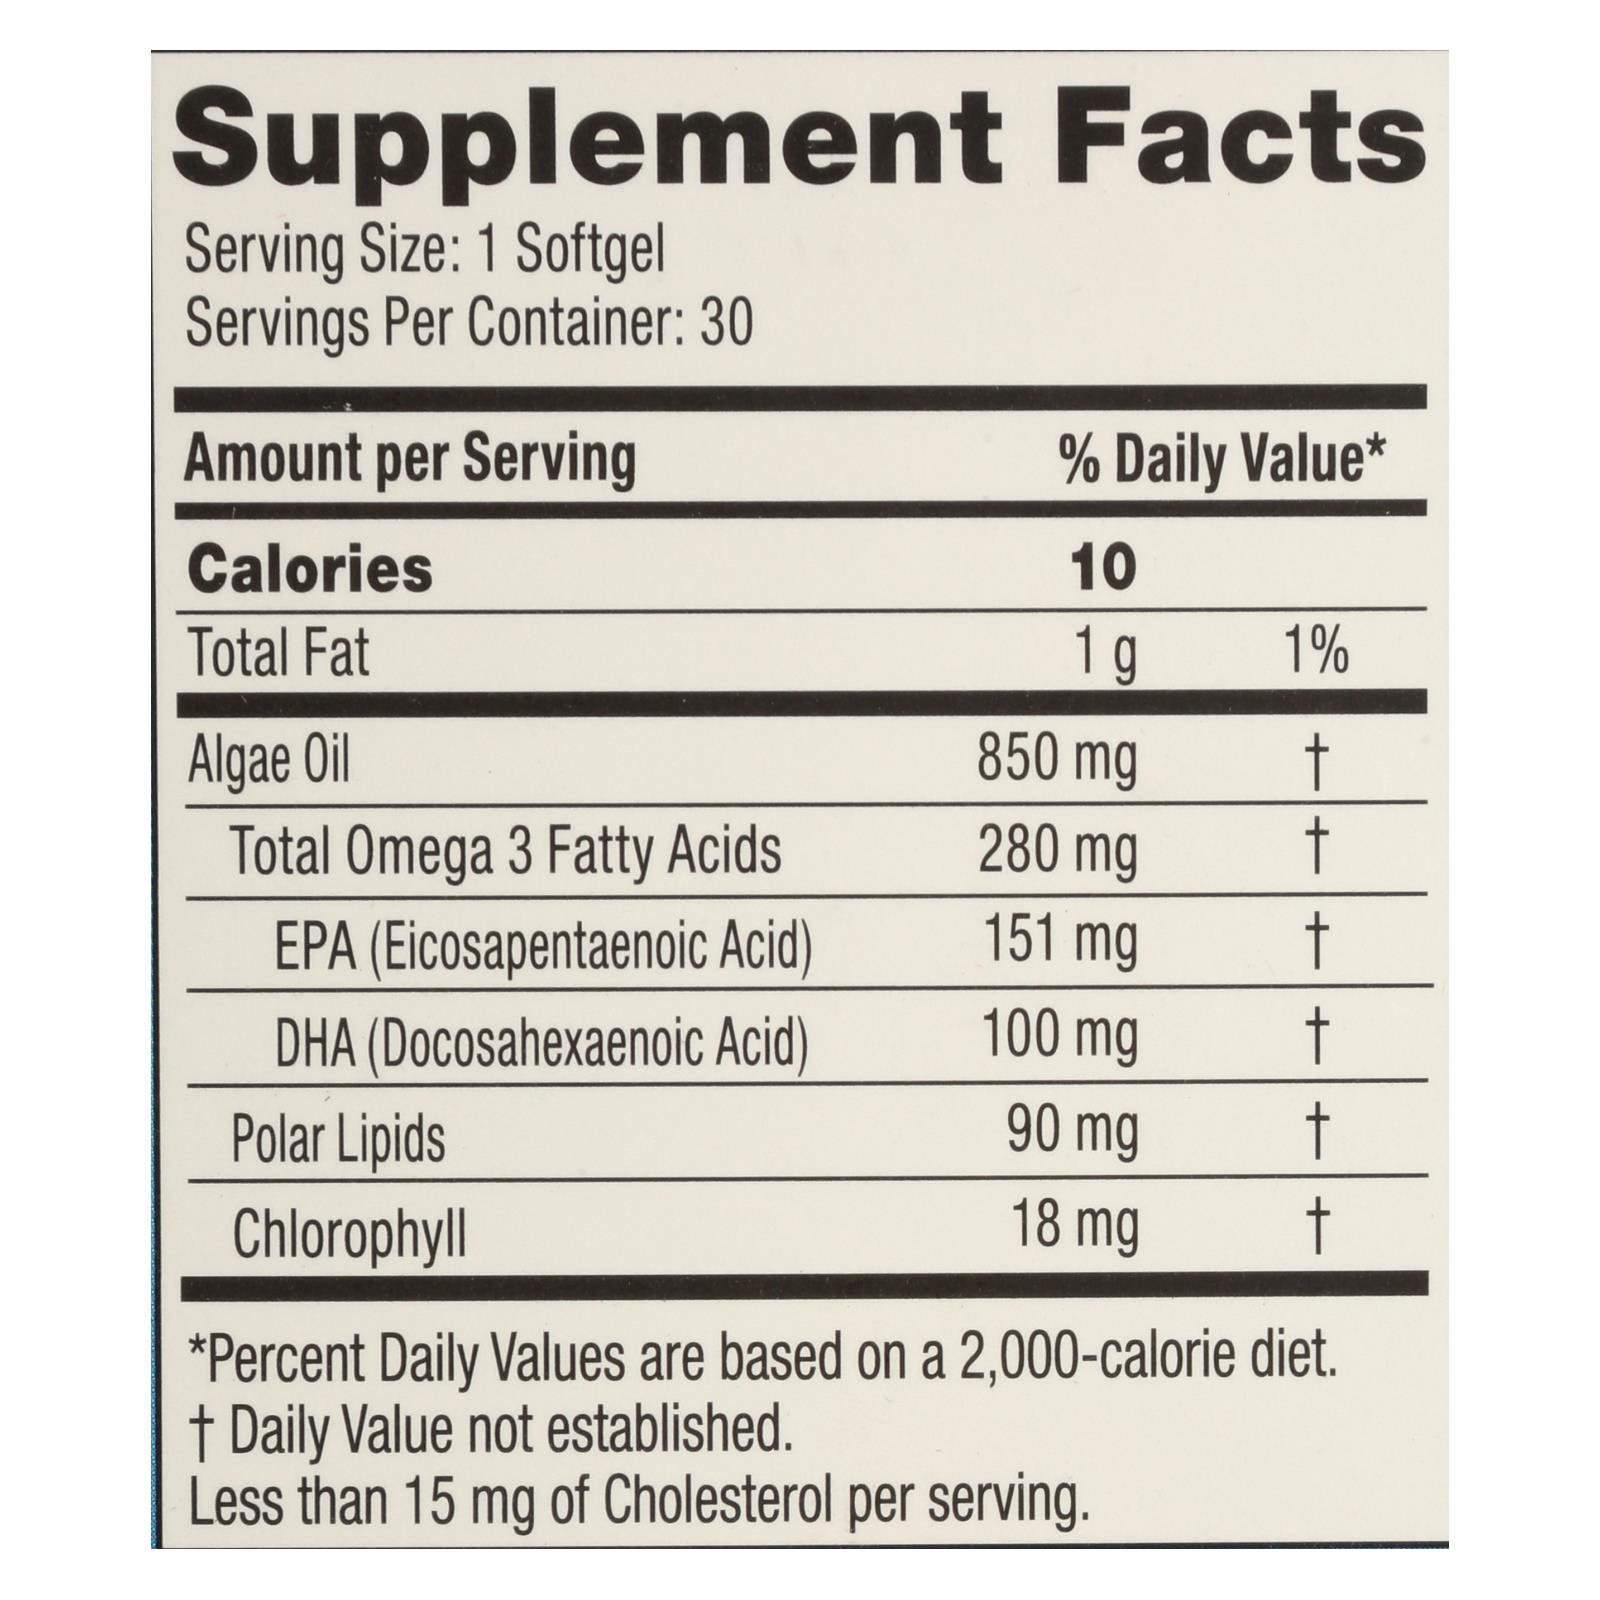 Supplement Facts
Serving Size: 1 Softgel
Servings Per Container: 30
Amount per Serving % Daily Value*
Calories 10
Total Fat 1 g 1%
Algae Oil 850 mg †
Total Omega 3 Fatty Acids 280 mg †
EPA (Eicosapentaenoic Acid) 151 mg †
DHA (Docosahexaenoic Acid) 100 mg †
Polar Lipids 90 mg †
Chlorophyll 18 mg †
*Percent Daily Values are based on a 2,000-calorie diet.
† Daily Value not established.
Less than 15 mg of Cholesterol per serving.